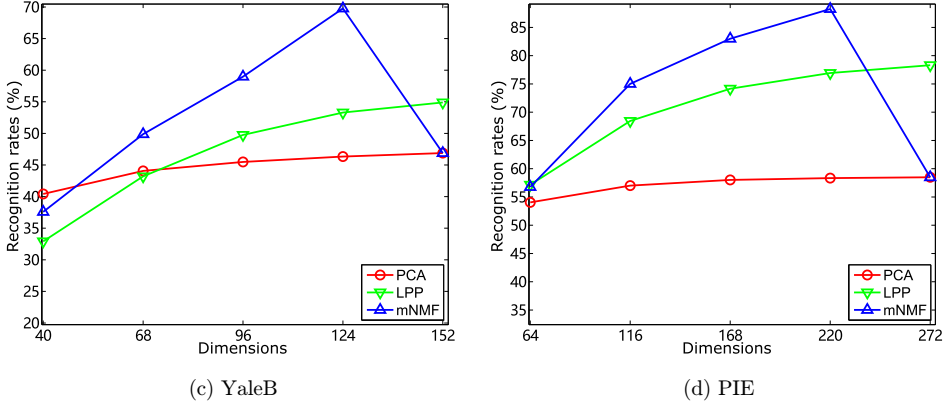 Recognition rates (%)
70
65
60
55
50
45
40
35
30
25
20
40 68 96 124 152
Dimensions
PCA
LPP
mNMF
(c) YaleB
Recognition rates (%)
85
80
75
70
65
60
55
50
45
40
35
64 116 168 220 272
Dimensions
PCA
LPP
mNMF
(d) PIE